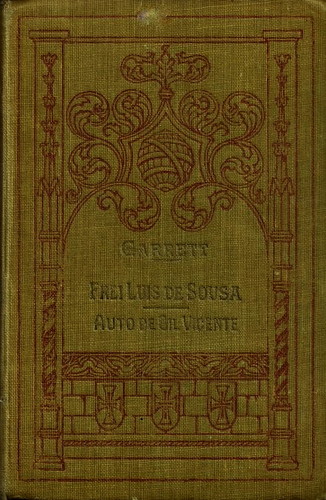 GARRETT
FREI LUIS DE SOUSA
AUTO DE GIL VICENTE